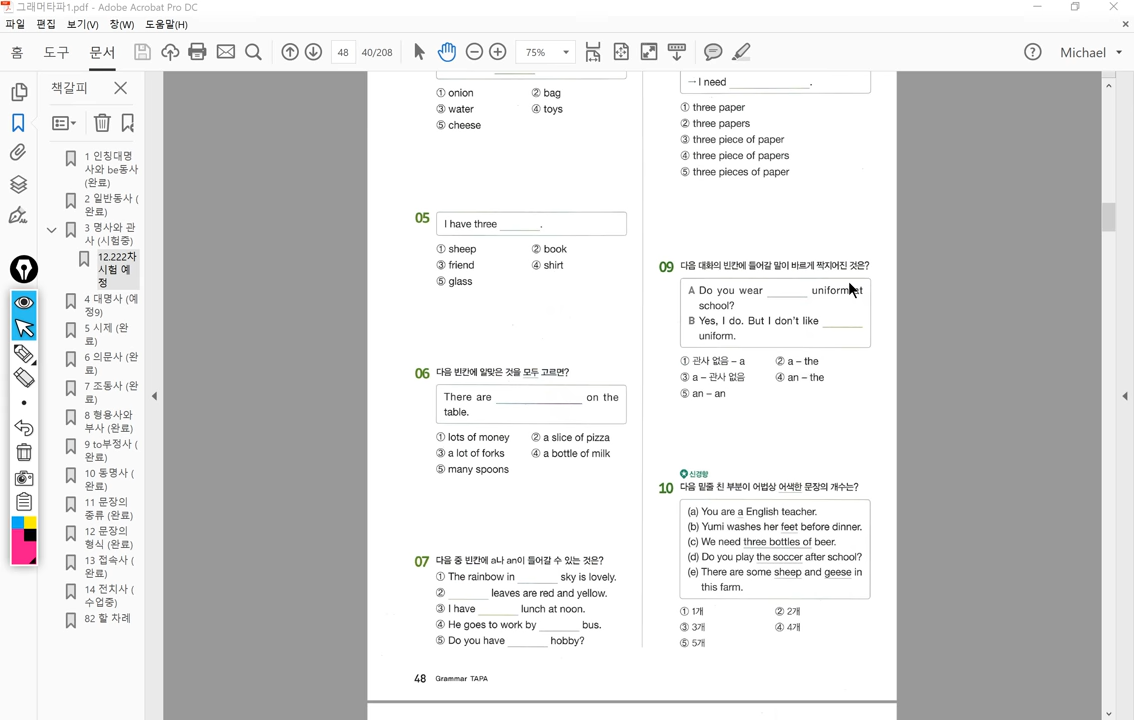 그래머타파1.pdf - Adobe Acrobat Pro DC
파일 편집 보기(V) 창(W) 도움말(H)
홈 도구 문서 48 40/208 75% Michael
책갈피
1 인칭대명
사와 be동사
(완료)
2 일반동사 (
완료)
3 명사와 관
사 (시험중)
12.222차
시험 예
정
4 대명사 (예
정9)
5 시제 (완
료)
6 의문사 (완
료)
7 조동사 (완
료)
8 형용사와
부사 (완료)
9 to부정사 (
완료)
10 동명사 (
완료)
11 문장의
종류 (완료)
12 문장의
형식 (완료)
13 접속사 (
완료)
14 전치사 (
수업중)
82 할 차례
① onion ② bag
③ water ④ toys
⑤ cheese
05 I have three ______.
① sheep ② book
③ friend ④ shirt
⑤ glass
06 다음 빈칸에 알맞은 것을 모두 고르면?
There are ____________ on the
table.
① lots of money ② a slice of pizza
③ a lot of forks ④ a bottle of milk
⑤ many spoons
07 다음 중 빈칸에 a나 an이 들어갈 수 있는 것은?
① The rainbow in ______ sky is lovely.
② ______ leaves are red and yellow.
③ I have ______ lunch at noon.
④ He goes to work by ______ bus.
⑤ Do you have ______ hobby?
48 Grammar TAPA
→ I need ____________.
① three paper
② three papers
③ three piece of paper
④ three piece of papers
⑤ three pieces of paper
09 다음 대화의 빈칸에 들어갈 말이 바르게 짝지어진 것은?
A Do you wear ______ uniform at
school?
B Yes, I do. But I don't like ______
uniform.
① 관사 없음 – a ② a – the
③ a – 관사 없음 ④ an – the
⑤ an – an
신경향
10 다음 밑줄 친 부분이 어법상 어색한 문장의 개수는?
(a) You are a English teacher.
(b) Yumi washes her feet before dinner.
(c) We need three bottles of beer.
(d) Do you play the soccer after school?
(e) There are some sheep and geese in
this farm.
① 1개 ② 2개
③ 3개 ④ 4개
⑤ 5개